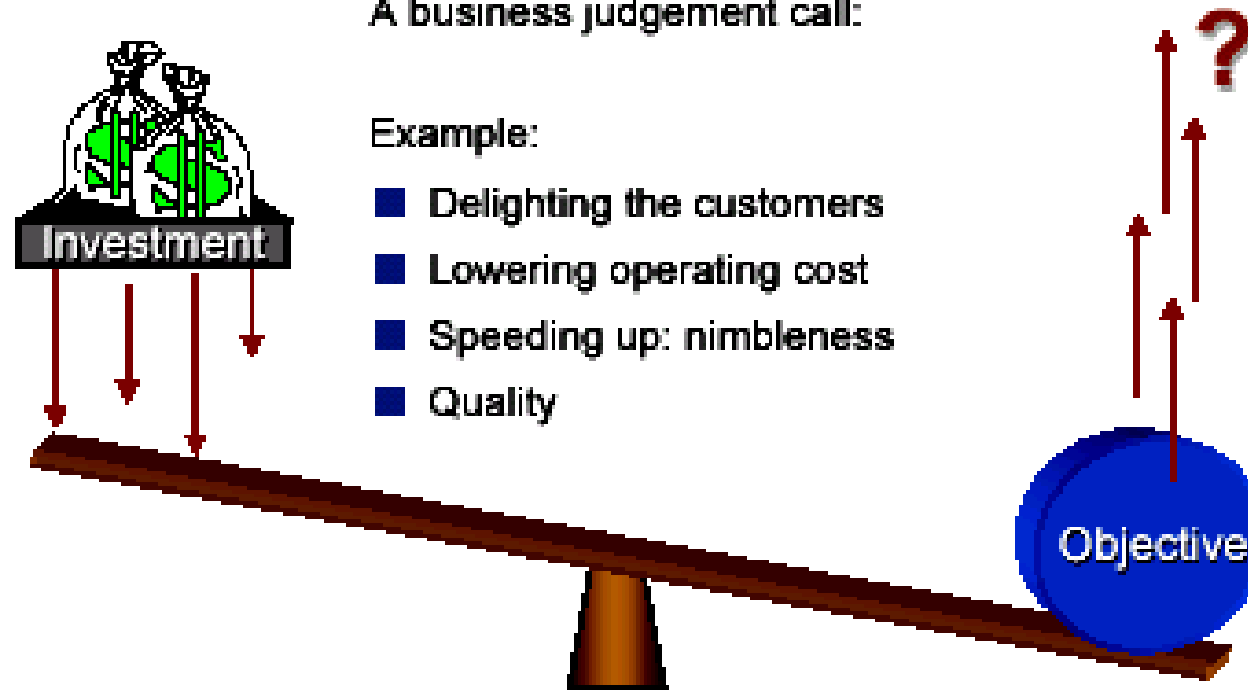 A business judgement call:
?
Example:
Delighting the customers
Investment
Lowering operating cost
Speeding up: nimbleness
Quality
Objective